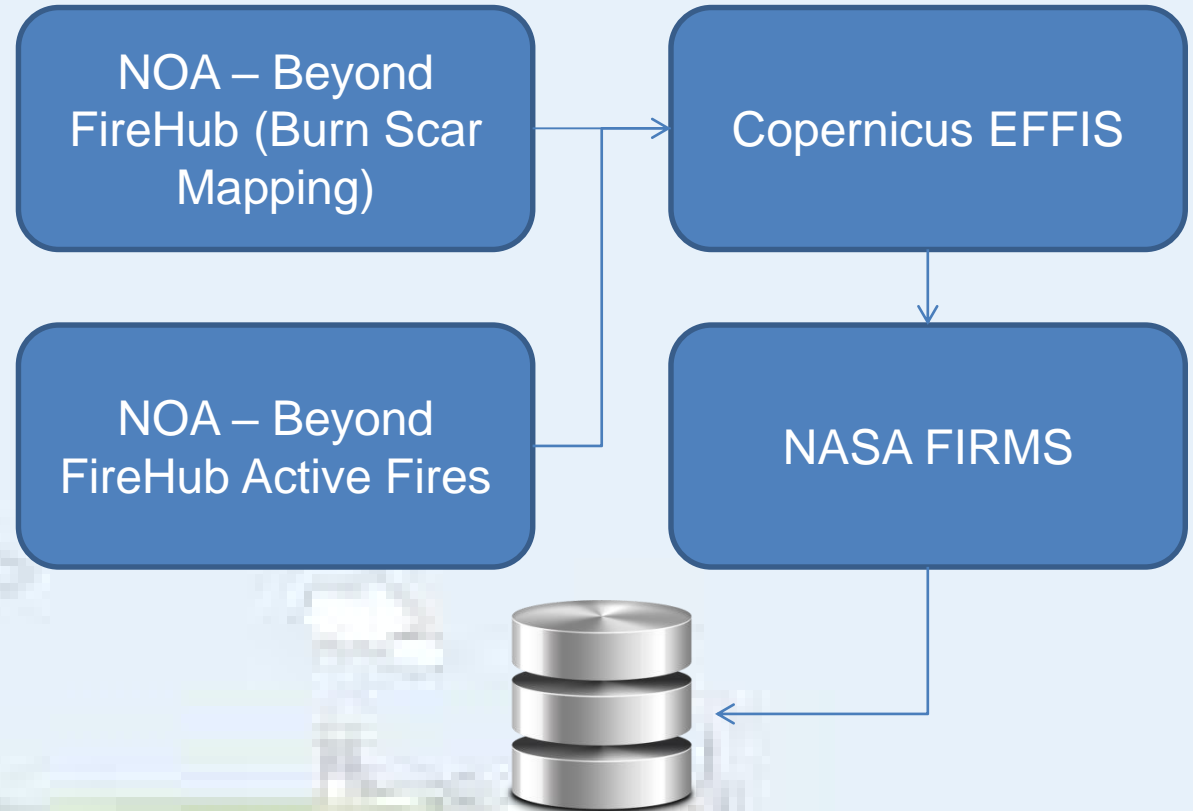 NOA – Beyond
FireHub (Burn Scar
Mapping)
Copernicus EFFIS
NOA – Beyond
FireHub Active Fires
NASA FIRMS